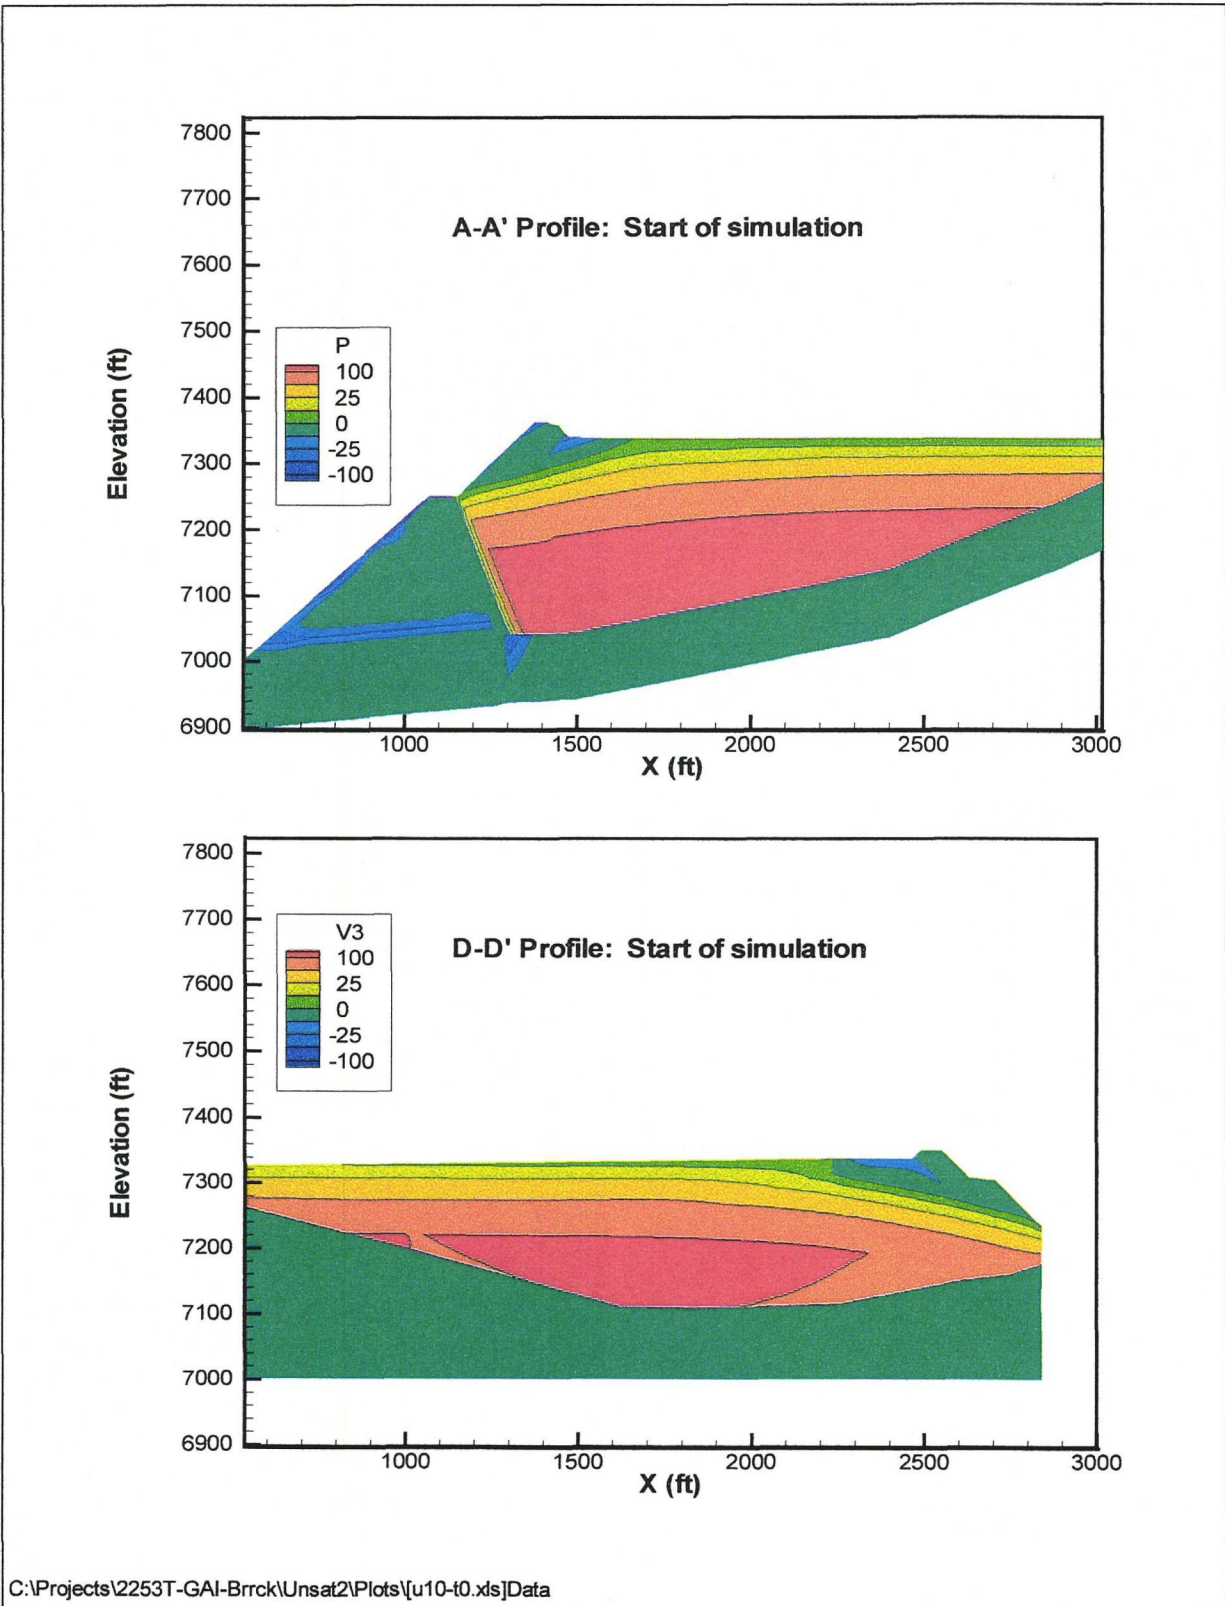 7800
7700
A-A' Profile: Start of simulation
7600
7500
P
100
25
0
-25
-100
7400
7300
7200
7100
7000
6900
Elevation (ft)
1000 1500 2000 2500 3000
X (ft)
7800
7700
V3
100
25
0
-25
-100
D-D' Profile: Start of simulation
7600
7500
7400
7300
7200
7100
7000
6900
Elevation (ft)
1000 1500 2000 2500 3000
X (ft)
C:\Projects\2253T-GAI-Brrck\Unsat2\Plots\[u10-t0.xls]Data